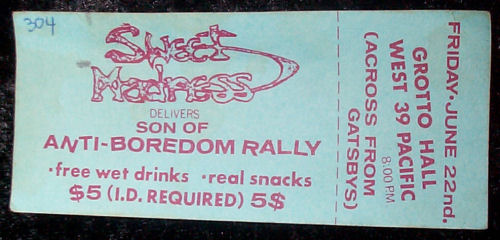 304
Sweet
Madness
DELIVERS
SON OF
ANTI-BOREDOM RALLY
·free wet drinks ·real snacks
$5 (I.D. REQUIRED) 5$
FRIDAY·JUNE 22nd.
GROTTO HALL
WEST 39 PACIFIC
8:00 PM
(ACROSS FROM
GATSBYS)